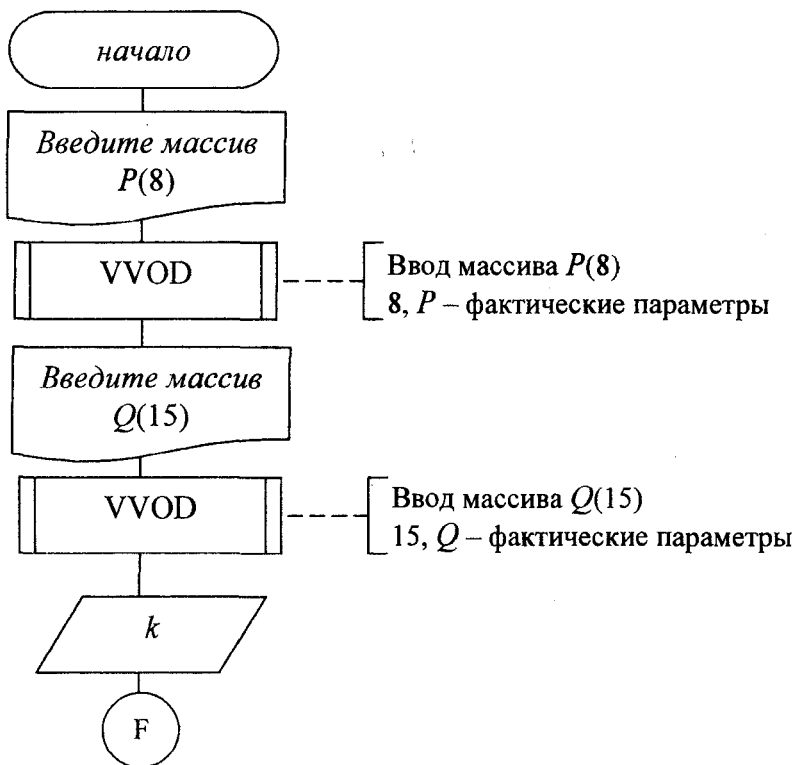 начало
Введите массив
P(8)
VVOD
Ввод массива P(8)
8, P – фактические параметры
Введите массив
Q(15)
VVOD
Ввод массива Q(15)
15, Q – фактические параметры
k
F